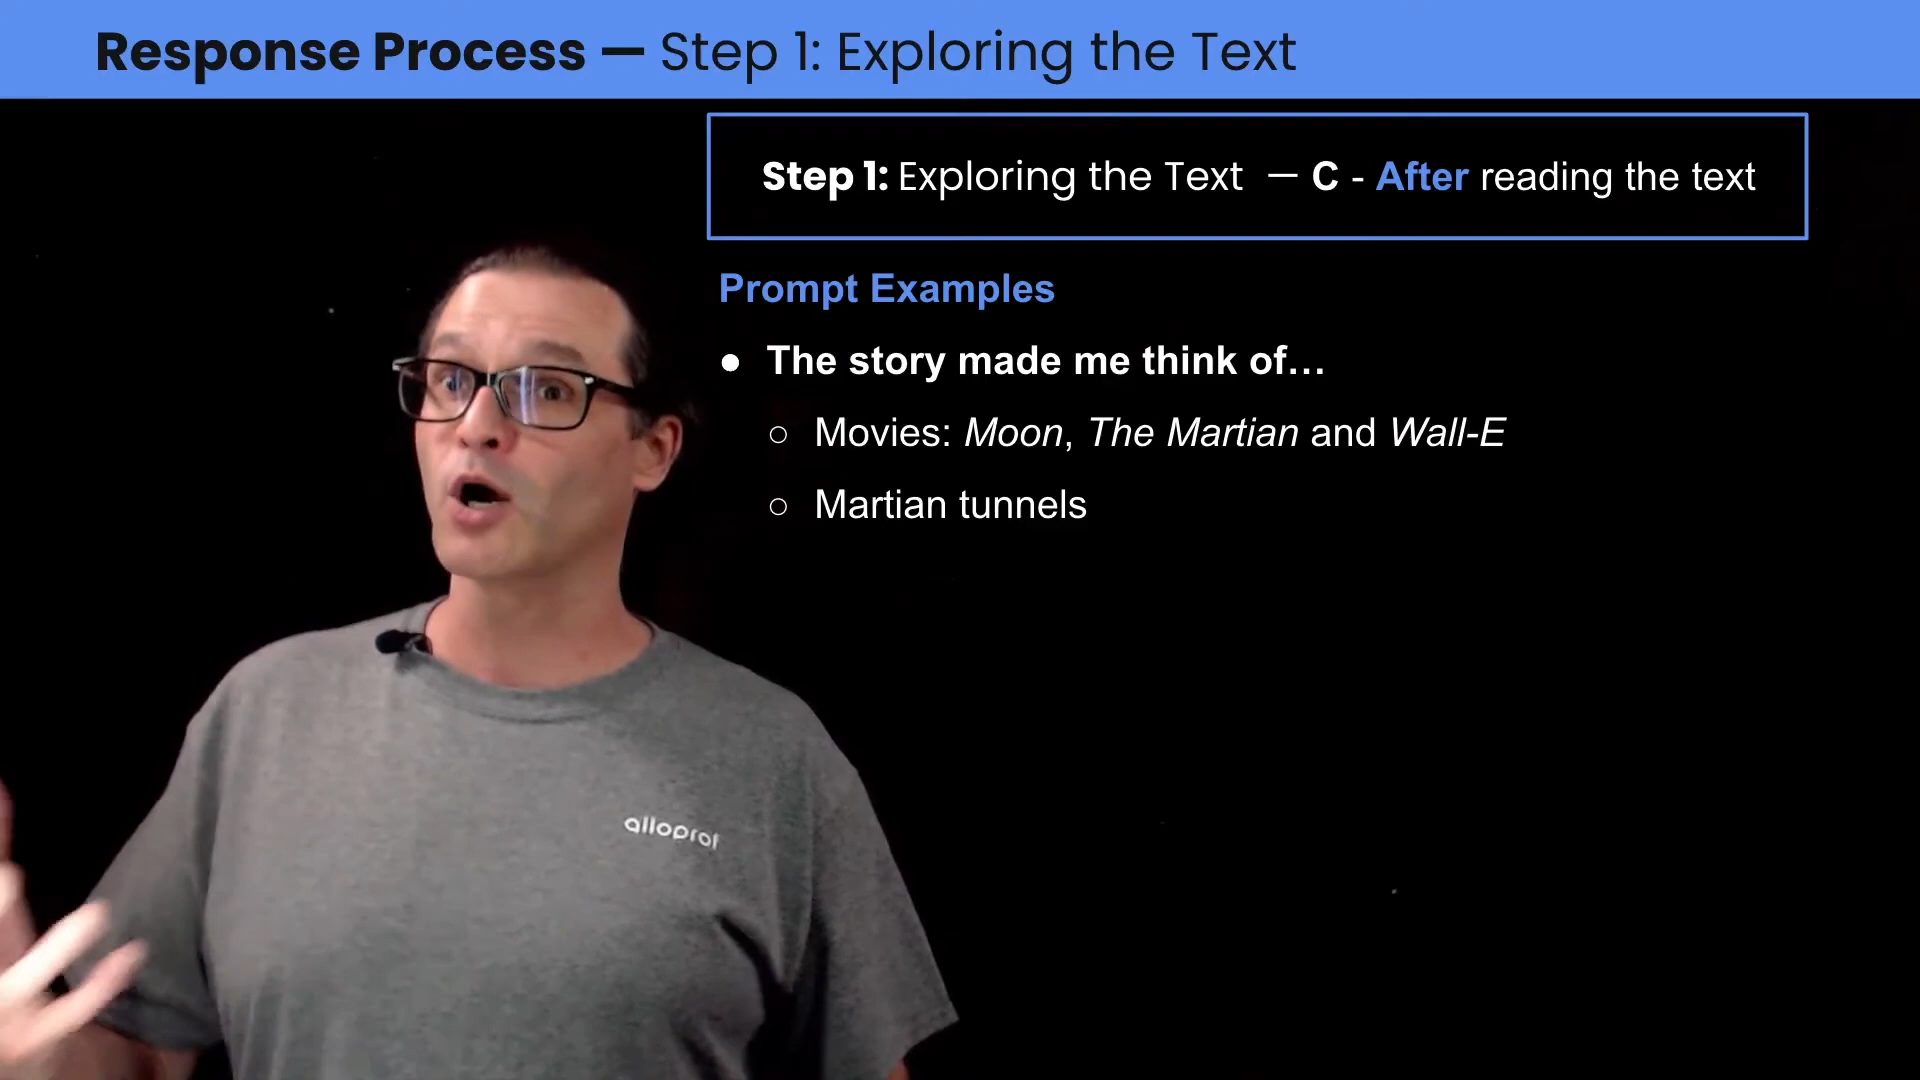 Response Process — Step 1: Exploring the Text
Step 1: Exploring the Text — C - After reading the text
Prompt Examples
● The story made me think of…
○ Movies: Moon, The Martian and Wall-E
○ Martian tunnels
alloprof